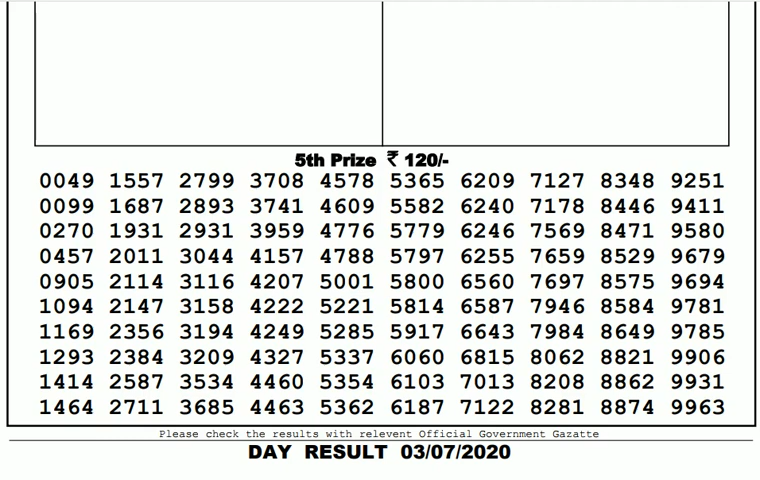 5th Prize ₹ 120/-
0049 1557 2799 3708 4578 5365 6209 7127 8348 9251
0099 1687 2893 3741 4609 5582 6240 7178 8446 9411
0270 1931 2931 3959 4776 5779 6246 7569 8471 9580
0457 2011 3044 4157 4788 5797 6255 7659 8529 9679
0905 2114 3116 4207 5001 5800 6560 7697 8575 9694
1094 2147 3158 4222 5221 5814 6587 7946 8584 9781
1169 2356 3194 4249 5285 5917 6643 7984 8649 9785
1293 2384 3209 4327 5337 6060 6815 8062 8821 9906
1414 2587 3534 4460 5354 6103 7013 8208 8862 9931
1464 2711 3685 4463 5362 6187 7122 8281 8874 9963
Please check the results with relevent Official Government Gazatte
DAY RESULT 03/07/2020